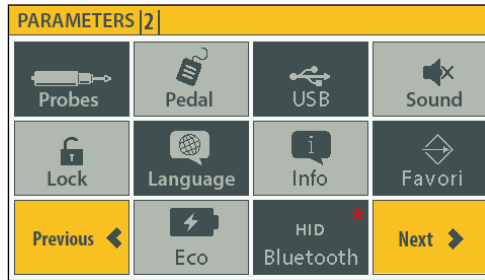 PARAMETERS |2|
Probes
Pedal
USB
Sound
Lock
Language
i
Info
Favori
Previous
Eco
HID *
Bluetooth
Next